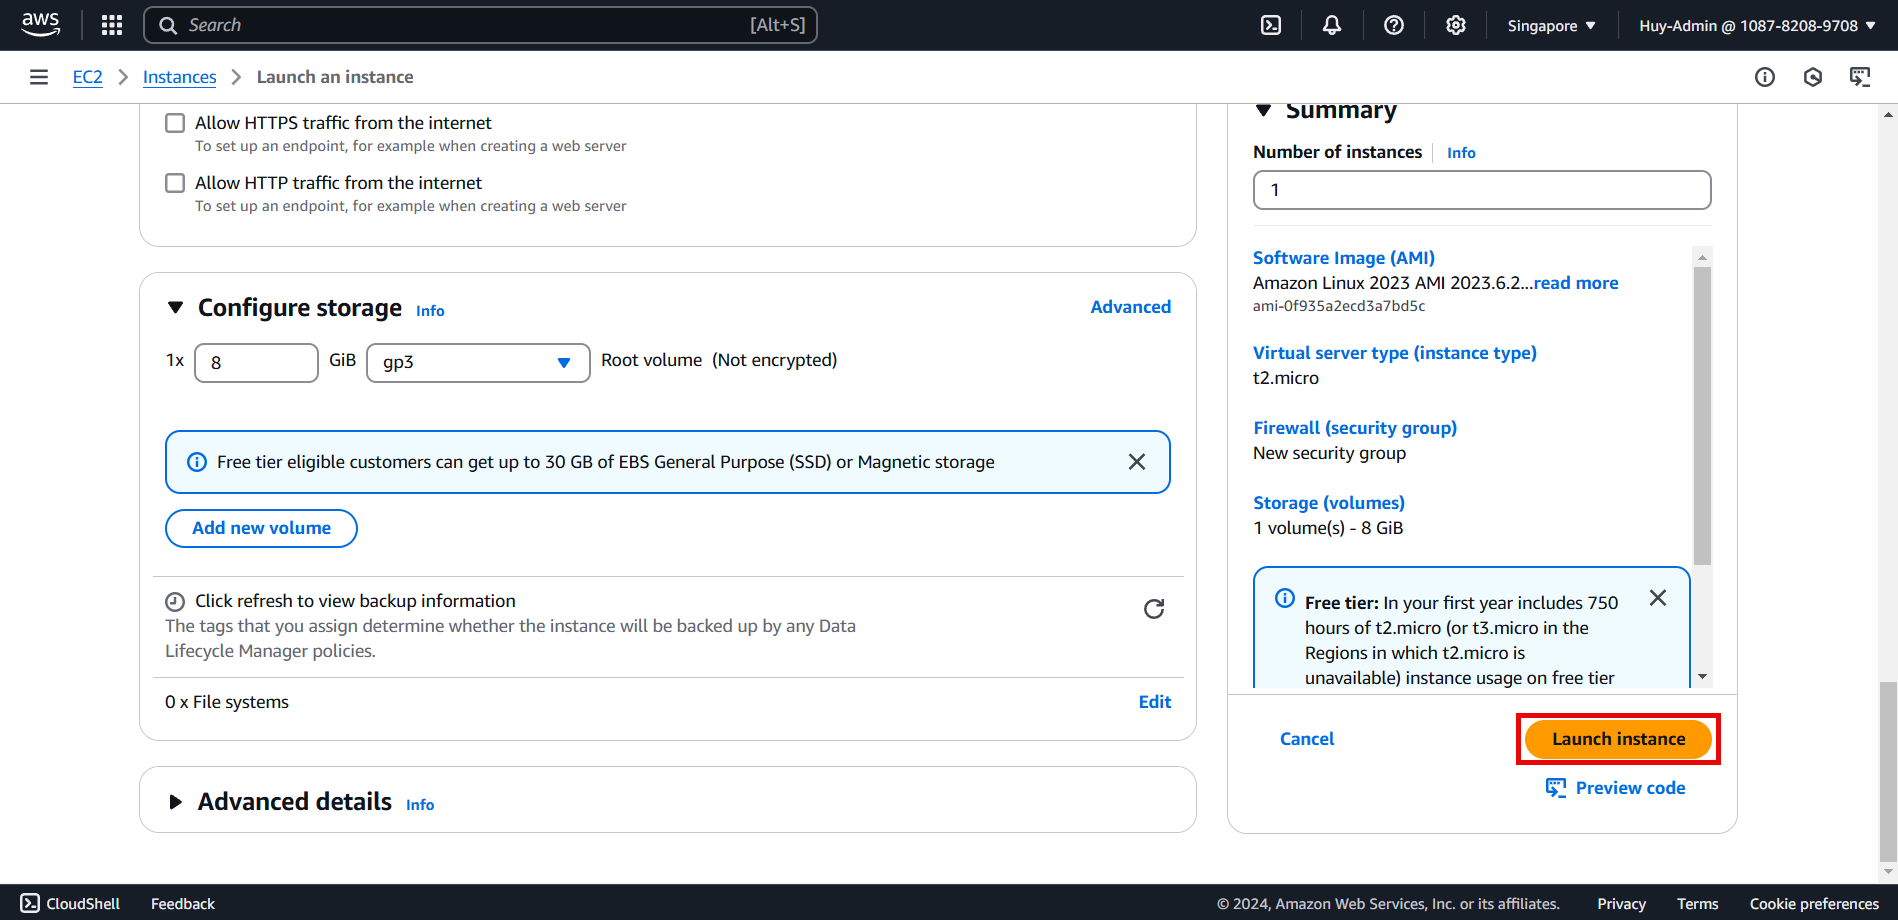 aws
Search
[Alt+S]
Singapore
Huy-Admin @ 1087-8208-9708
EC2
Instances
Launch an instance
Allow HTTPS traffic from the internet
To set up an endpoint, for example when creating a web server
Allow HTTP traffic from the internet
To set up an endpoint, for example when creating a web server
Configure storage Info
Advanced
1x 8 GiB gp3 Root volume (Not encrypted)
Free tier eligible customers can get up to 30 GB of EBS General Purpose (SSD) or Magnetic storage
Add new volume
Click refresh to view backup information
The tags that you assign determine whether the instance will be backed up by any Data
Lifecycle Manager policies.
0 x File systems
Edit
Advanced details Info
Summary
Number of instances Info
1
Software Image (AMI)
Amazon Linux 2023 AMI 2023.6.2...read more
ami-0f935a2ecd3a7bd5c
Virtual server type (instance type)
t2.micro
Firewall (security group)
New security group
Storage (volumes)
1 volume(s) - 8 GiB
Free tier: In your first year includes 750
hours of t2.micro (or t3.micro in the
Regions in which t2.micro is
unavailable) instance usage on free tier
Cancel
Launch instance
Preview code
CloudShell
Feedback
© 2024, Amazon Web Services, Inc. or its affiliates.
Privacy
Terms
Cookie preferences